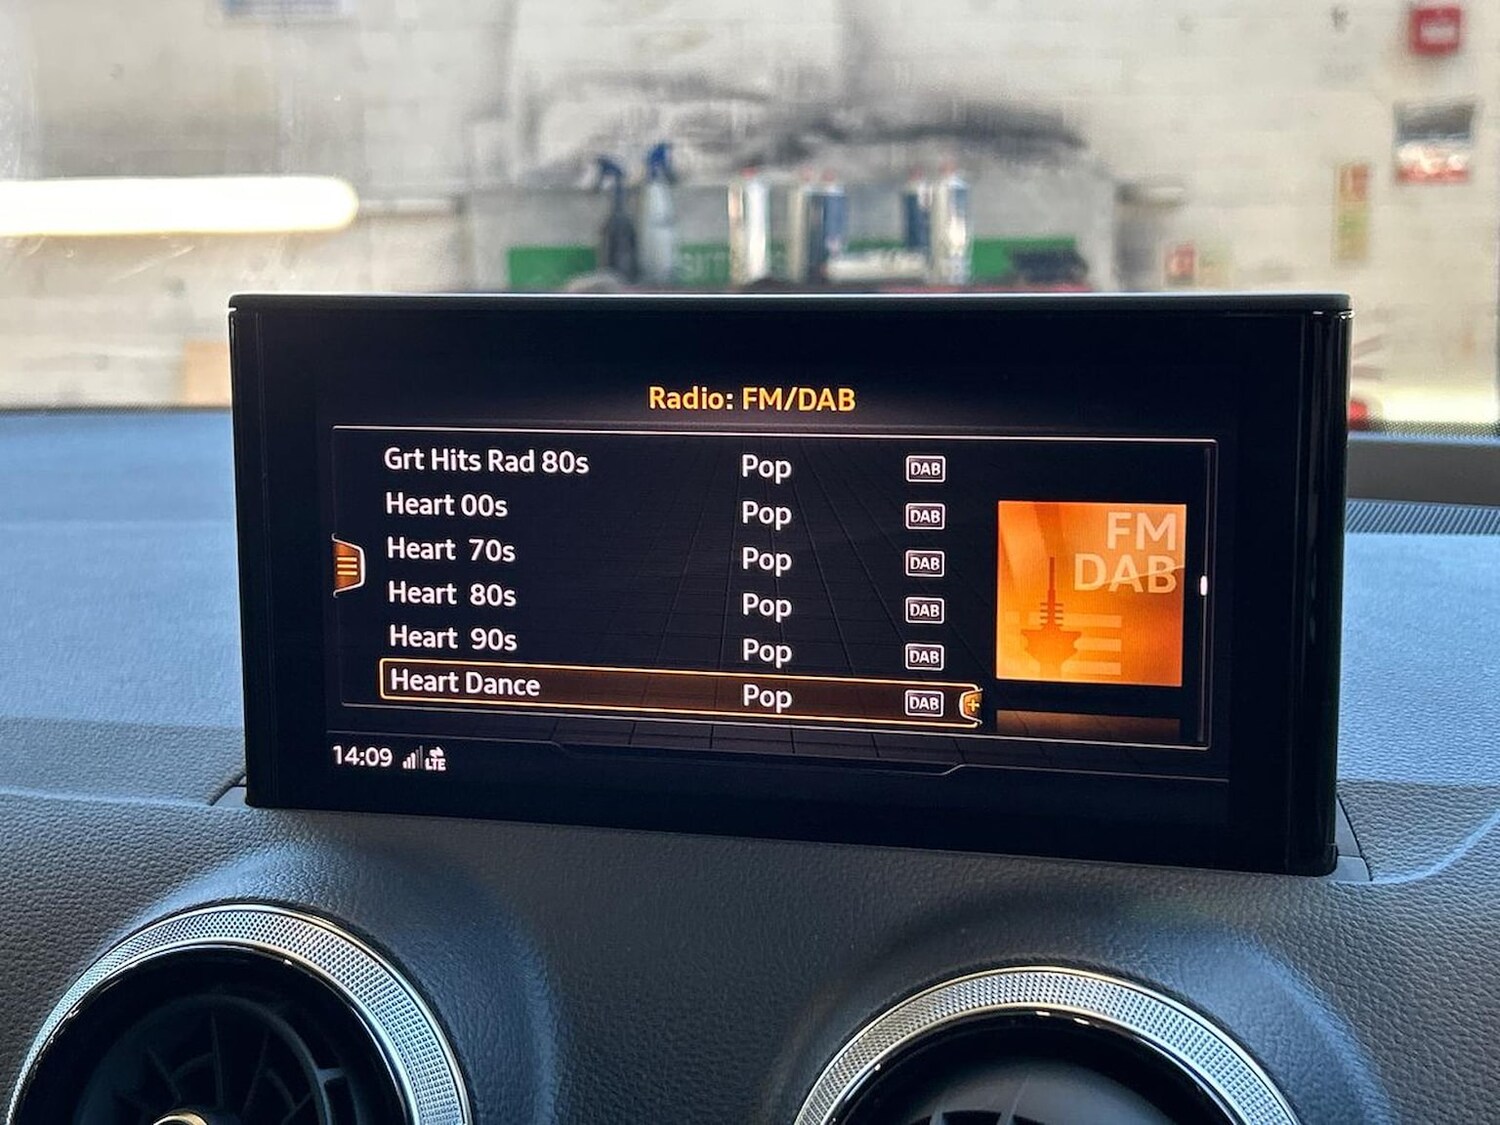 Radio: FM/DAB
Grt Hits Rad 80s Pop DAB
Heart 00s Pop DAB
Heart  70s Pop DAB
Heart  80s Pop DAB
Heart  90s Pop DAB
Heart Dance Pop DAB
FM
DAB
14:09 LTE